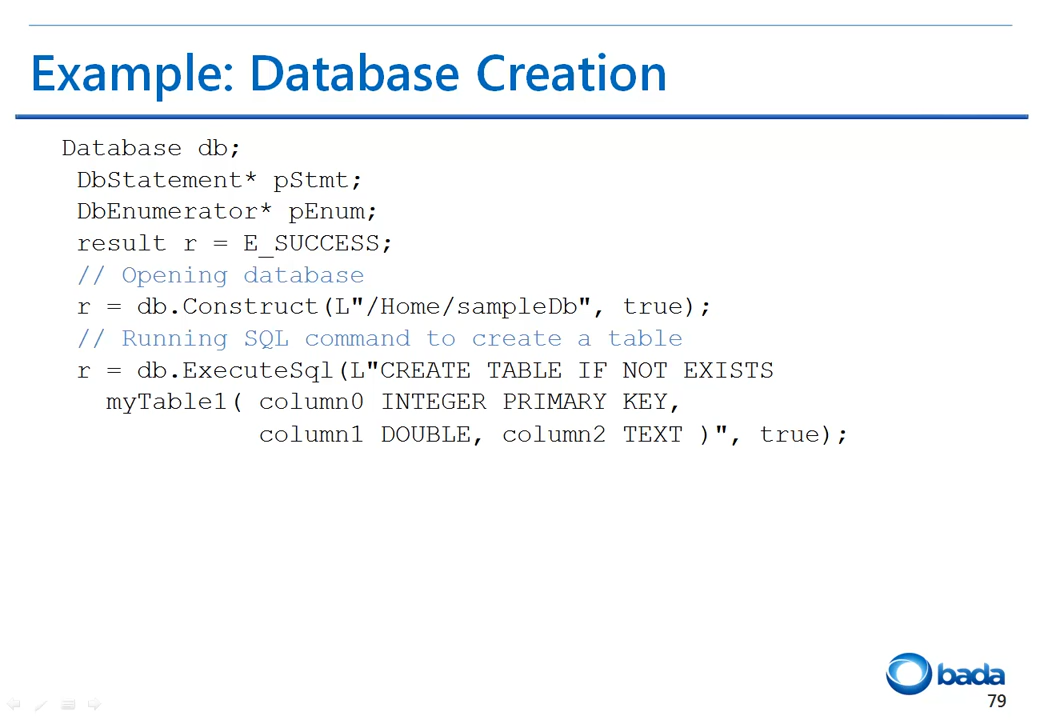 Example: Database Creation
Database db;
DbStatement* pStmt;
DbEnumerator* pEnum;
result r = E_SUCCESS;
// Opening database
r = db.Construct(L"/Home/sampleDb", true);
// Running SQL command to create a table
r = db.ExecuteSql(L"CREATE TABLE IF NOT EXISTS
myTable1( column0 INTEGER PRIMARY KEY,
column1 DOUBLE, column2 TEXT )", true);
bada
79